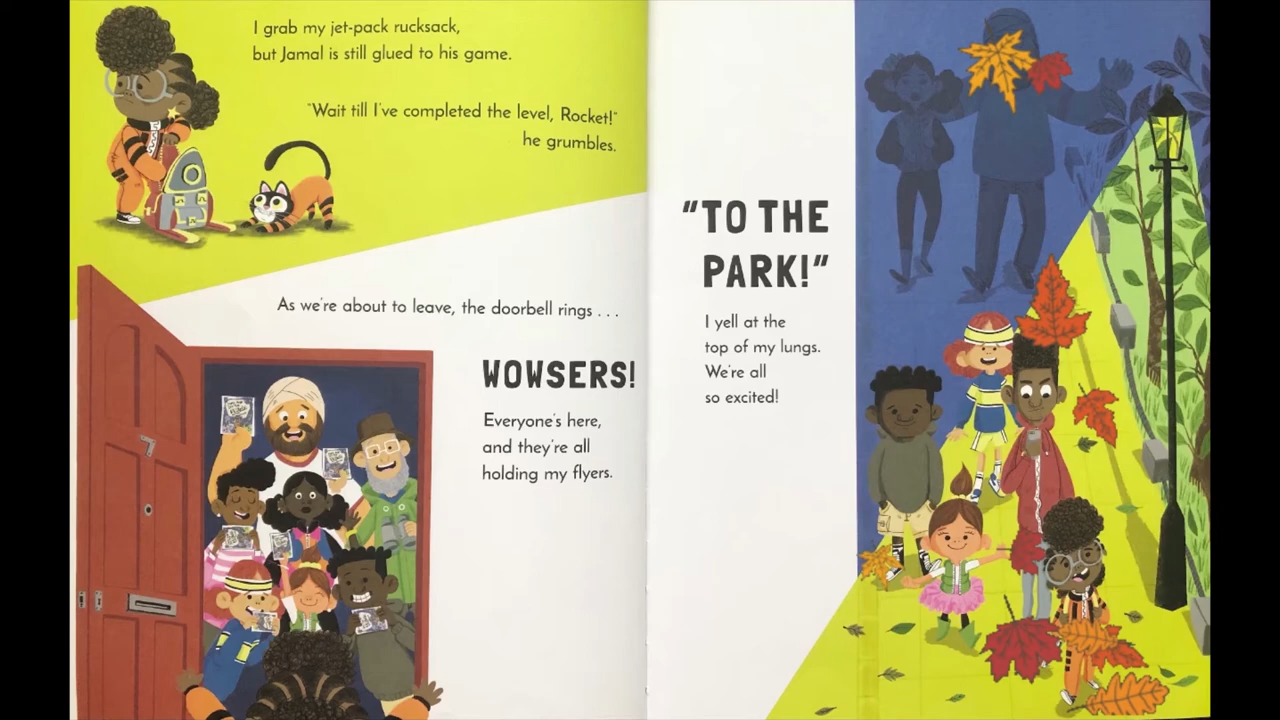 I grab my jet-pack rucksack,
but Jamal is still glued to his game.
"Wait till I've completed the level, Rocket!"
he grumbles.
As we're about to leave, the doorbell rings . . .
WOWSERS!
Everyone's here,
and they're all
holding my flyers.
"TO THE
PARK!"
I yell at the
top of my lungs.
We're all
so excited!